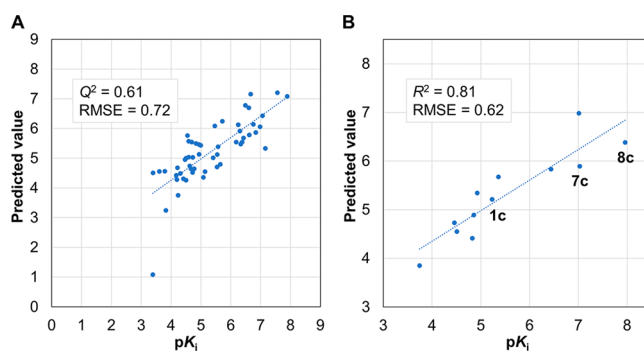 A
Predicted value
9
8
7
6
5
4
3
2
1
0
Q² = 0.61
RMSE = 0.72
0 1 2 3 4 5 6 7 8 9
pKᵢ
B
Predicted value
8
7
6
5
4
3
R² = 0.81
RMSE = 0.62
1c
7c
8c
3 4 5 6 7 8
pKᵢ